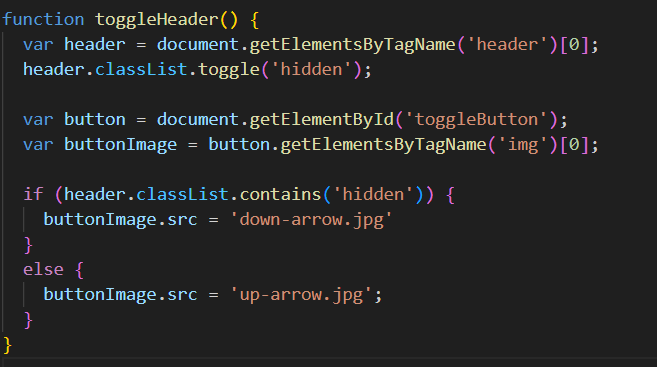 function toggleHeader() {
  var header = document.getElementsByTagName('header')[0];
  header.classList.toggle('hidden');

  var button = document.getElementById('toggleButton');
  var buttonImage = button.getElementsByTagName('img')[0];

  if (header.classList.contains('hidden')) {
    buttonImage.src = 'down-arrow.jpg'
  }
  else {
    buttonImage.src = 'up-arrow.jpg';
  }
}